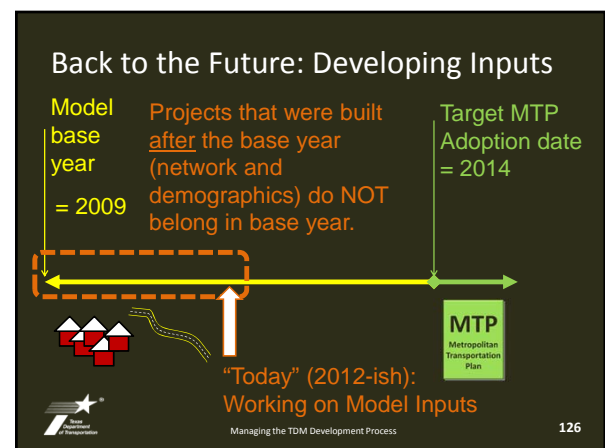 Back to the Future: Developing Inputs
Model
base
year
= 2009
Projects that were built
after the base year
(network and
demographics) do NOT
belong in base year.
Target MTP
Adoption date
= 2014
MTP
Metropolitan
Transportation
Plan
“Today” (2012-ish):
Working on Model Inputs
Texas
Department
of Transportation
Managing the TDM Development Process
126